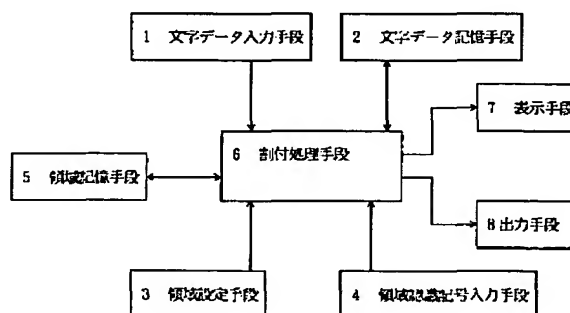 1 文字データ入力手段
2 文字データ記憶手段
7 表示手段
6 割付処理手段
5 領域記憶手段
8出力手段
3 領域設定手段
4 領域認識記号入力手段